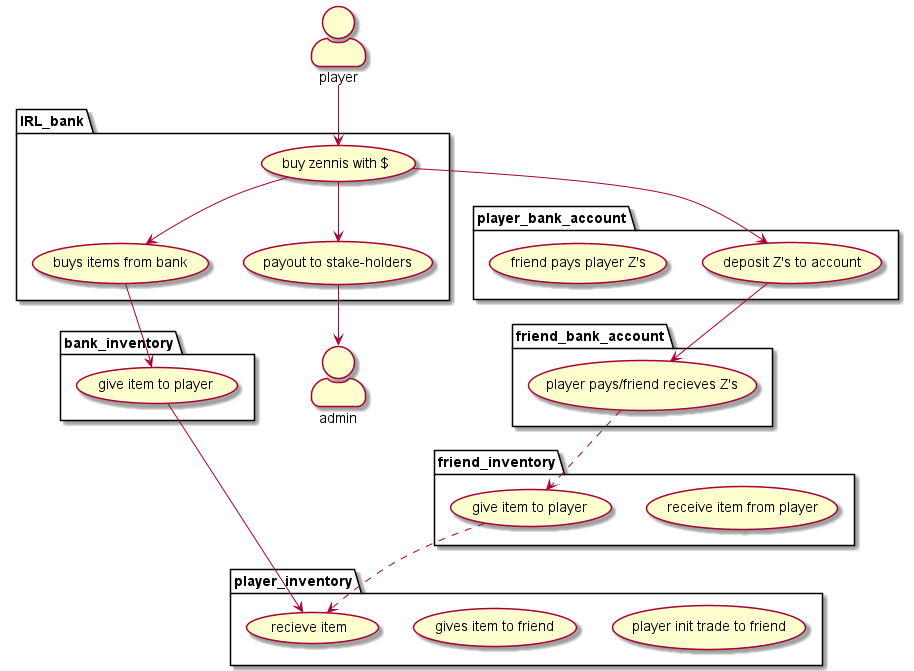 player
IRL_bank
buy zennis with $
player_bank_account
buys items from bank
payout to stake-holders
friend pays player Z's
deposit Z's to account
bank_inventory
friend_bank_account
give item to player
admin
player pays/friend recieves Z's
friend_inventory
give item to player
receive item from player
player_inventory
recieve item
gives item to friend
player init trade to friend